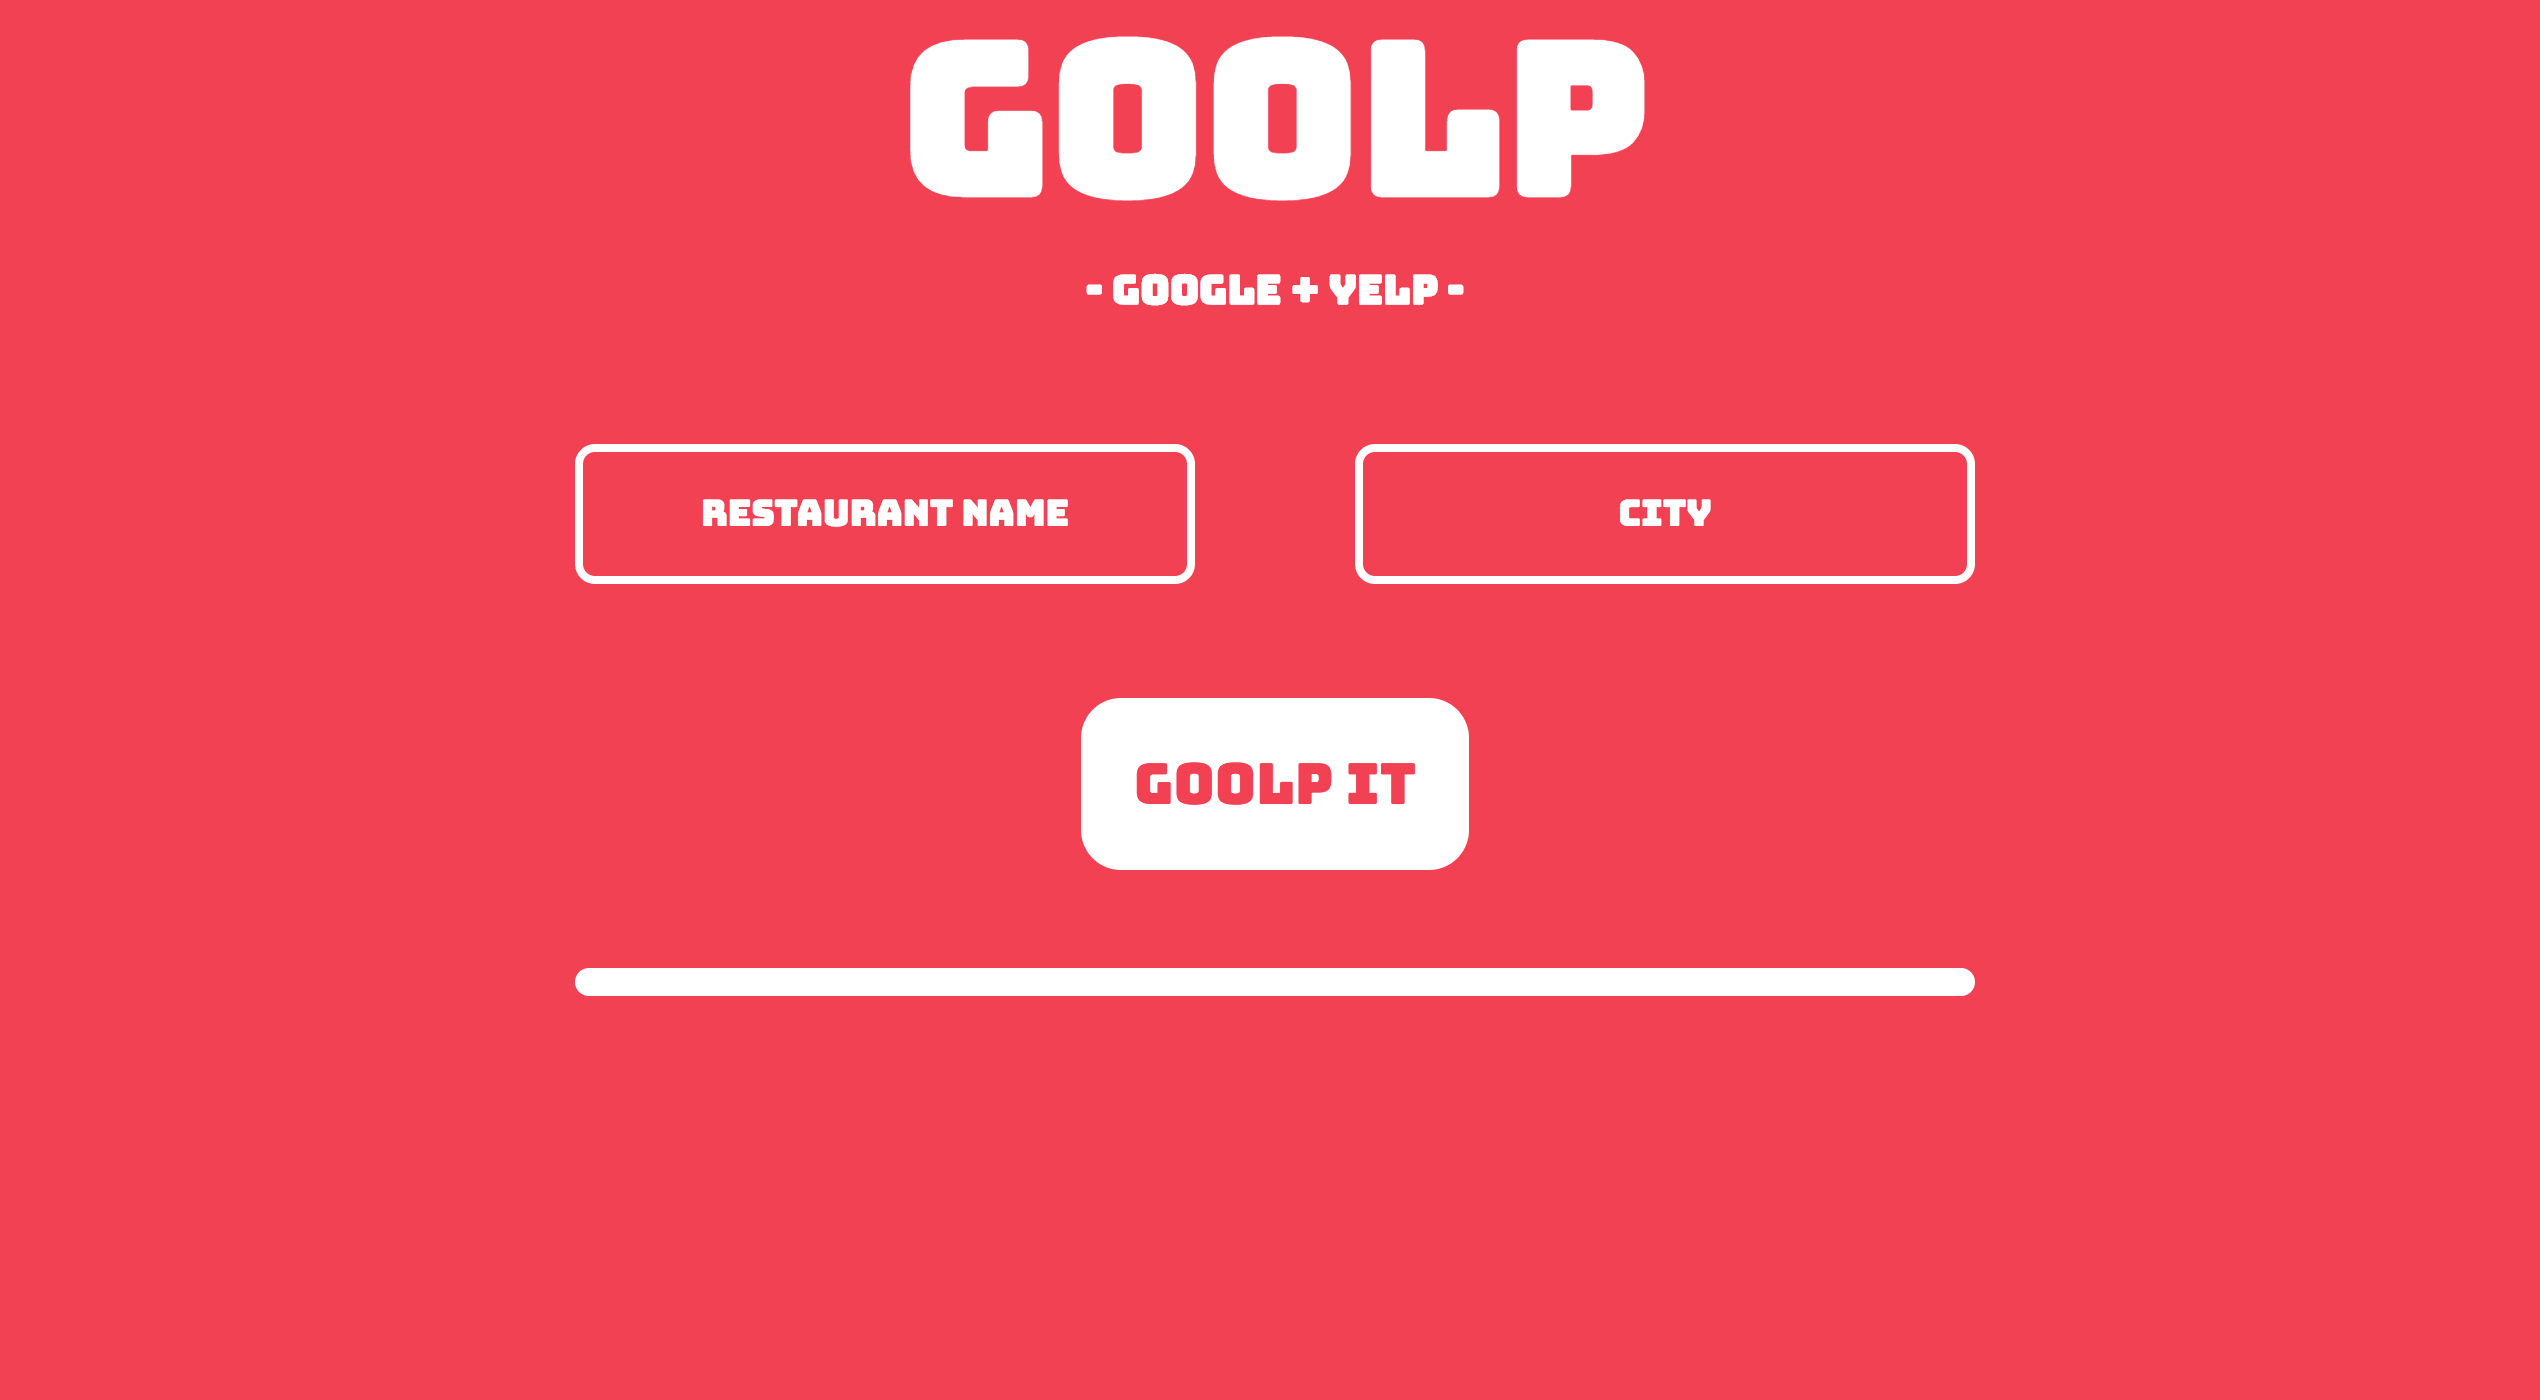 GOOLP
- GOOGLE + YELP -
RESTAURANT NAME
CITY
GOOLP IT